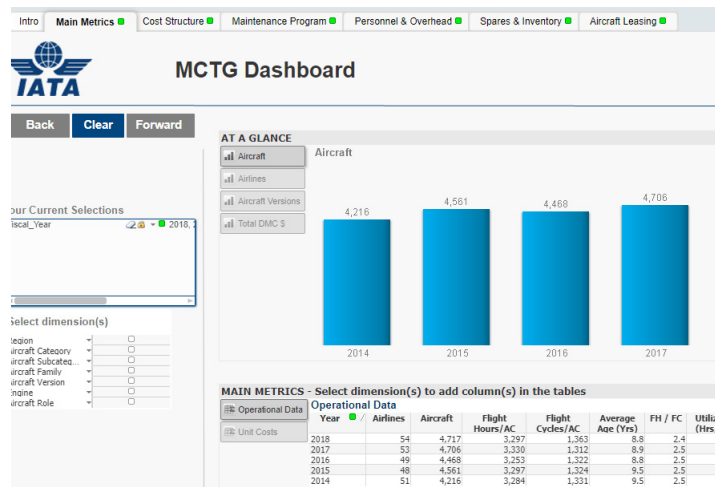 Intro Main Metrics Cost Structure Maintenance Program Personnel & Overhead Spares & Inventory Aircraft Leasing
IATA
MCTG Dashboard
Back Clear Forward
AT A GLANCE
Aircraft
Airlines
Aircraft Versions
Total DMC $
Aircraft
4,216 4,561 4,468 4,706
2014 2015 2016 2017
our Current Selections
iscal_Year 2018,
Select dimension(s)
Region
ircraft Category
ircraft Subcateg...
ircraft Family
ircraft Version
ngine
ircraft Role
MAIN METRICS - Select dimension(s) to add column(s) in the tables
Operational Data
Unit Costs
Operational Data
Year Airlines Aircraft Flight Hours/AC Flight Cycles/AC Average Age (Yrs) FH / FC Utiliz (Hrs,
2018 54 4,717 3,297 1,363 8.8 2.4
2017 53 4,706 3,330 1,312 8.9 2.5
2016 49 4,468 3,253 1,322 8.8 2.5
2015 48 4,561 3,297 1,324 9.5 2.5
2014 51 4,216 3,284 1,331 9.5 2.5